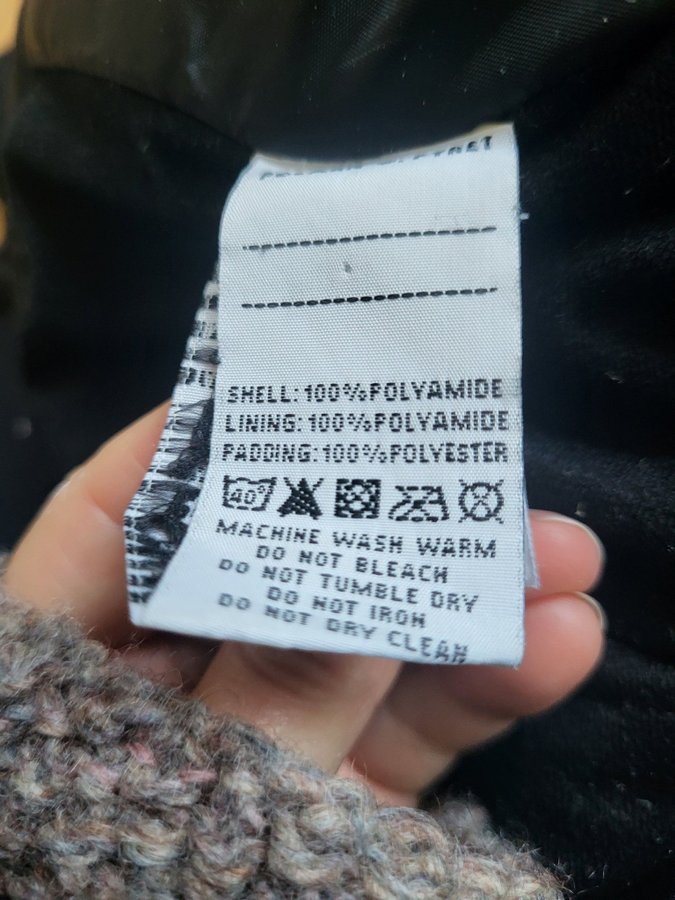 SHELL:100%POLYAMIDE
LINING:100%POLYAMIDE
PADDING:100%POLYESTER
40°
MACHINE WASH WARM
DO NOT BLEACH
DO NOT TUMBLE DRY
DO NOT IRON
DO NOT DRY CLEAN